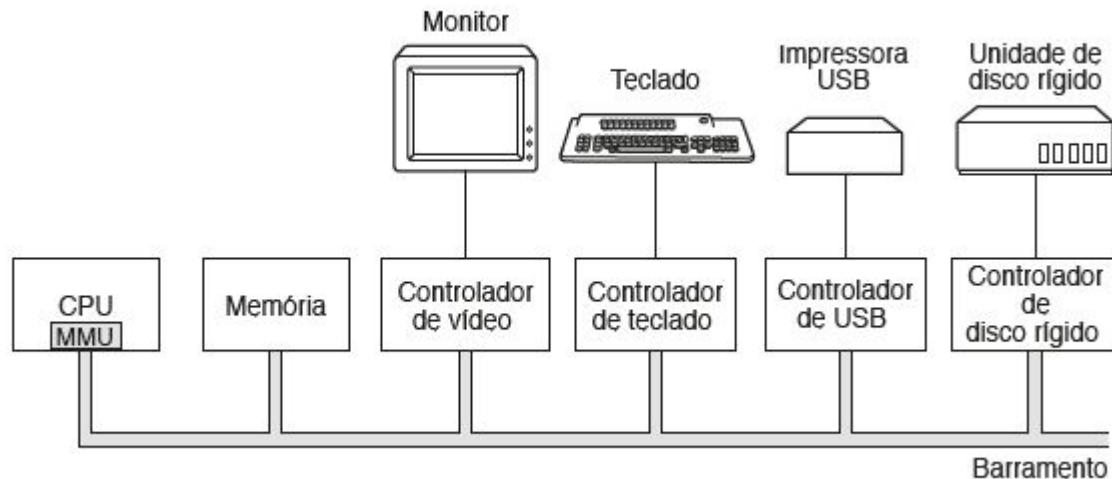 Monitor
Teclado
Impressora
USB
Unidade de
disco rígido
CPU
MMU
Memória
Controlador
de vídeo
Controlador
de teclado
Controlador
de USB
Controlador
de
disco rígido
Barramento